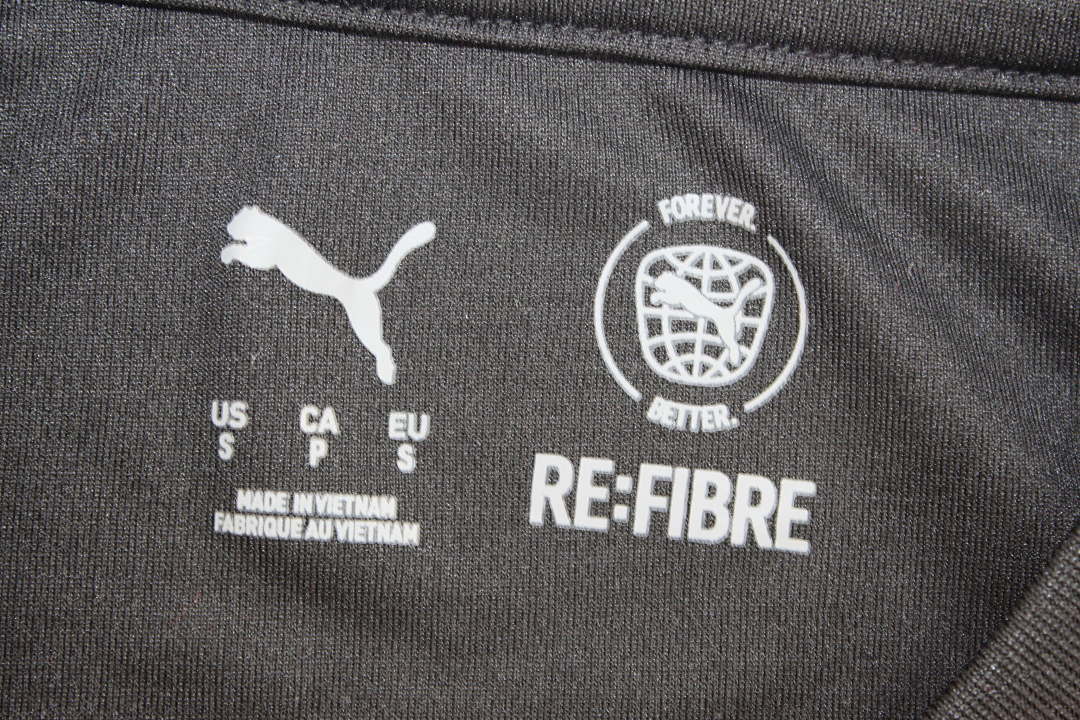 US CA EU
S P S
MADE IN VIETNAM
FABRIQUE AU VIETNAM
FOREVER.
BETTER.
RE:FIBRE